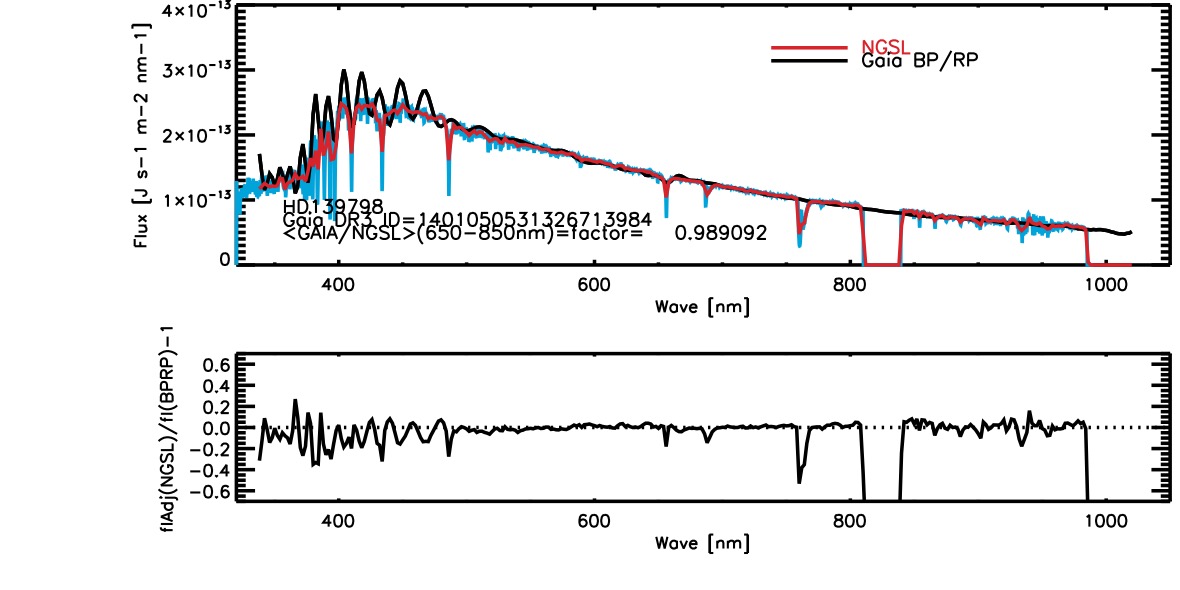 4×10−13
3×10−13
2×10−13
1×10−13
0
Flux [J s−1 m−2 nm−1]
NGSL
Gaia BP/RP
HD139798
Gaia DR3 ID=1401050531326713984
<GAIA/NGSL>(650−850nm)=factor= 0.989092
400 600 800 1000
Wave [nm]
0.6
0.4
0.2
0.0
−0.2
−0.4
−0.6
flAdj(NGSL)/fl(BPRP)−1
400 600 800 1000
Wave [nm]